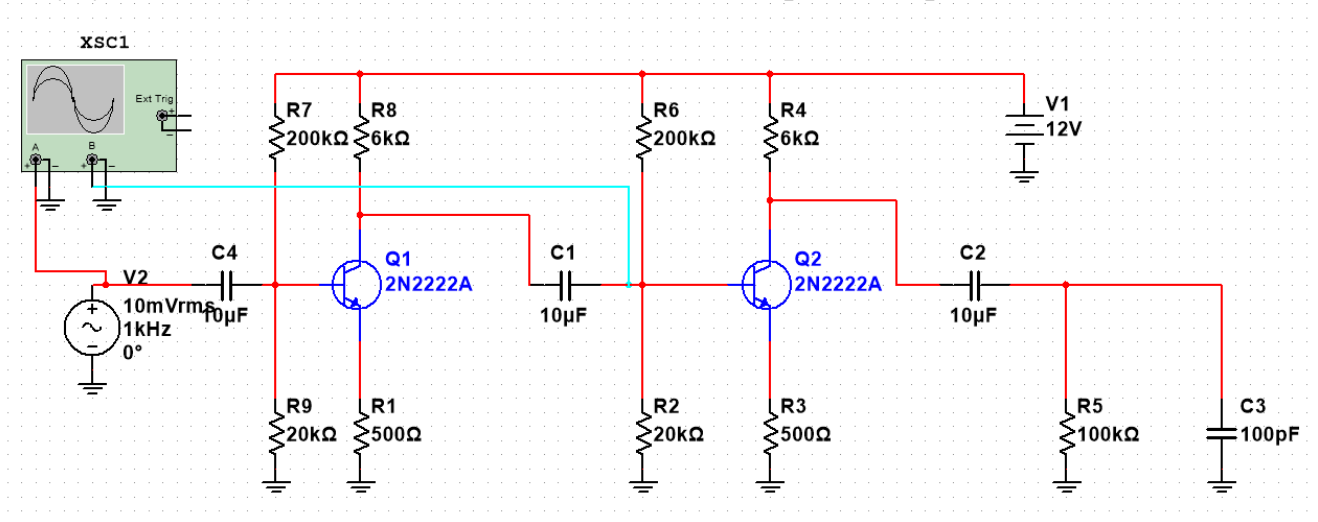 XSC1
Ext Trig
+
_
A
B
+
_
+
_
R7
200kΩ
R8
6kΩ
R6
200kΩ
R4
6kΩ
V1
12V
C4
10µF
Q1
2N2222A
C1
10µF
Q2
2N2222A
C2
10µF
V2
10mVrms
1kHz
0°
R9
20kΩ
R1
500Ω
R2
20kΩ
R3
500Ω
R5
100kΩ
C3
100pF